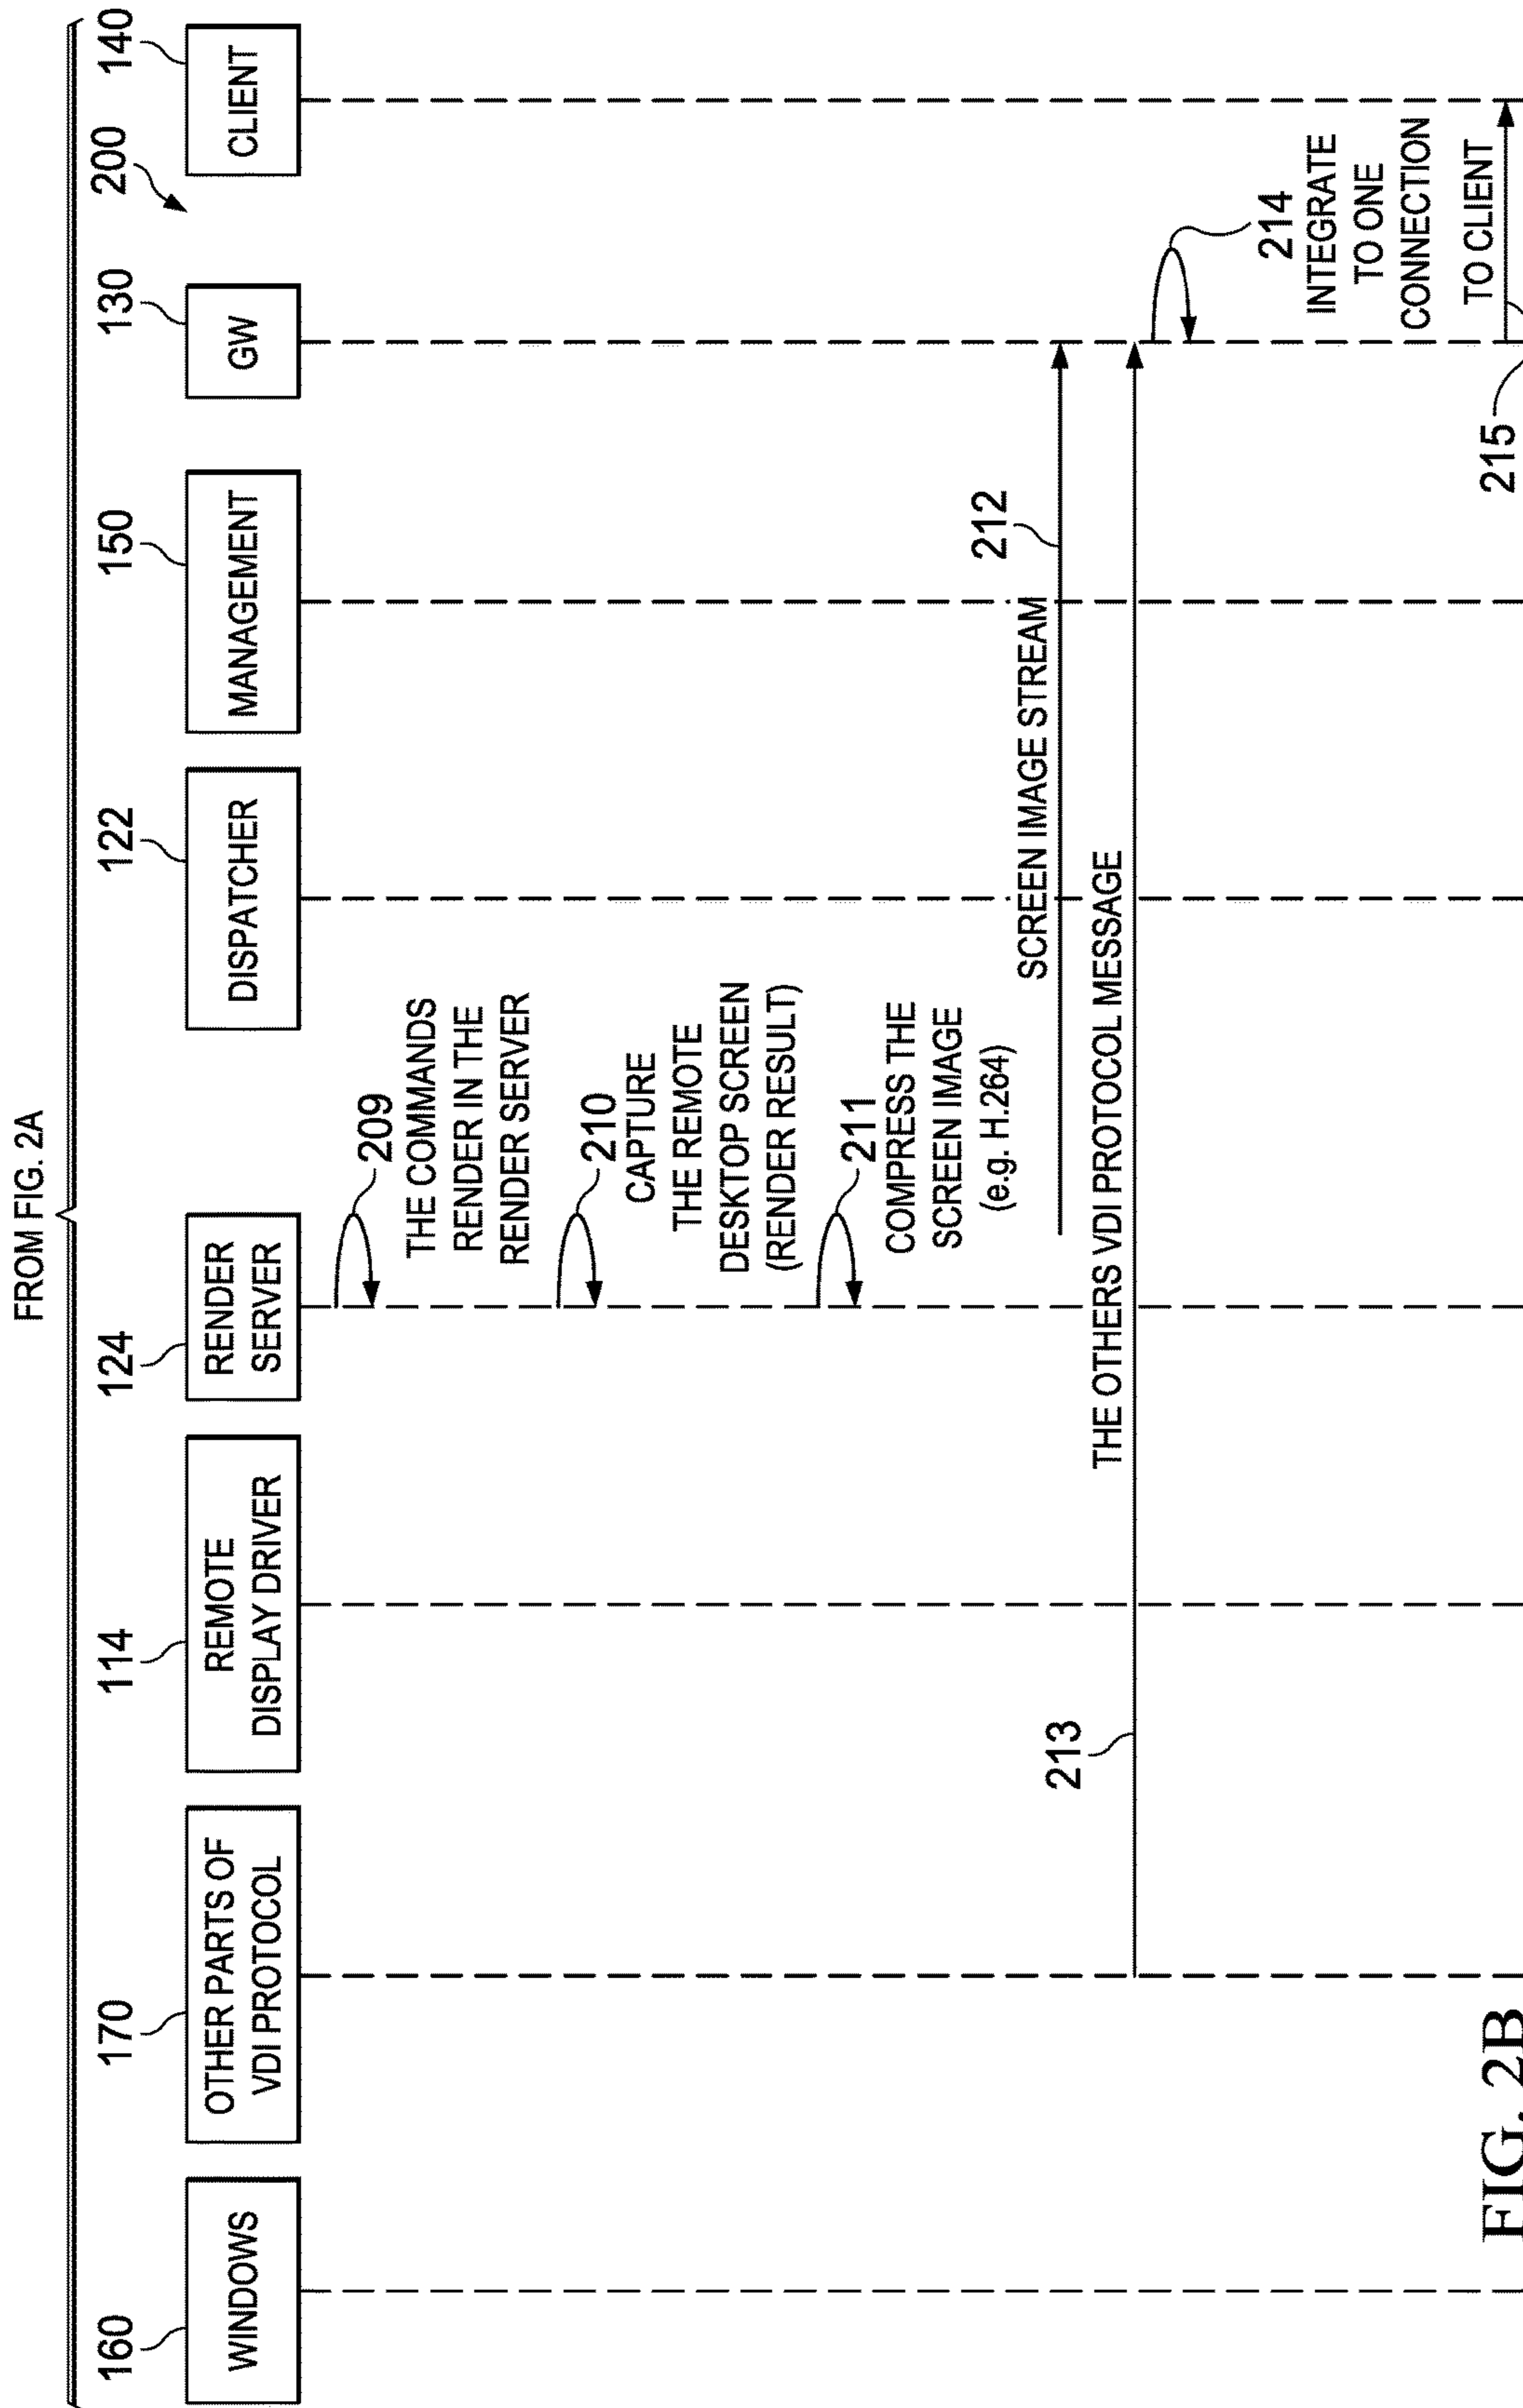 FROM FIG. 2A
160
170
114
124
122
150
130
200
140
WINDOWS
OTHER PARTS OF
VDI PROTOCOL
REMOTE
DISPLAY DRIVER
RENDER
SERVER
DISPATCHER
MANAGEMENT
GW
CLIENT
209
THE COMMANDS
RENDER IN THE
RENDER SERVER
210
CAPTURE
THE REMOTE
DESKTOP SCREEN
(RENDER RESULT)
211
COMPRESS THE
SCREEN IMAGE
(e.g. H.264)
212
SCREEN IMAGE STREAM
213
THE OTHERS VDI PROTOCOL MESSAGE
214
INTEGRATE
TO ONE
CONNECTION
TO CLIENT
215
FIG. 2B